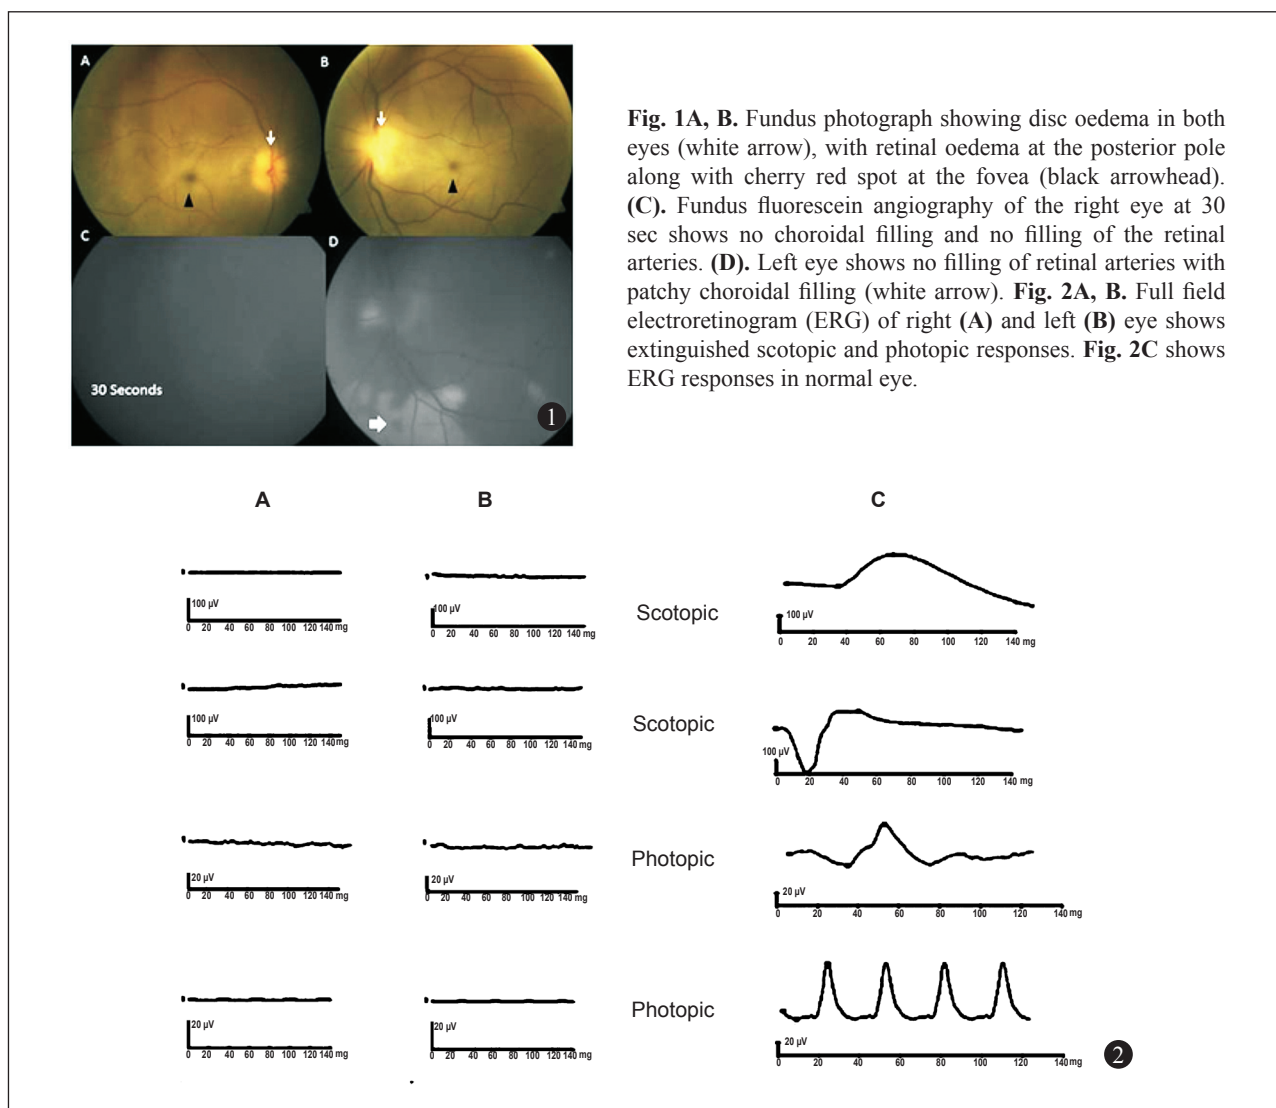 A
B
C
D
30 Seconds
1
Fig. 1A, B. Fundus photograph showing disc oedema in both
eyes (white arrow), with retinal oedema at the posterior pole
along with cherry red spot at the fovea (black arrowhead).
(C). Fundus fluorescein angiography of the right eye at 30
sec shows no choroidal filling and no filling of the retinal
arteries. (D). Left eye shows no filling of retinal arteries with
patchy choroidal filling (white arrow). Fig. 2A, B. Full field
electroretinogram (ERG) of right (A) and left (B) eye shows
extinguished scotopic and photopic responses. Fig. 2C shows
ERG responses in normal eye.
A B C
100 µV
0 20 40 60 80 100 120 140 mg
100 µV
0 20 40 60 80 100 120 140 mg
Scotopic
100 µV
0 20 40 60 80 100 120 140 mg
100 µV
0 20 40 60 80 100 120 140 mg
100 µV
0 20 40 60 80 100 120 140 mg
Scotopic
100 µV
0 20 40 60 80 100 120 140 mg
20 µV
0 20 40 60 80 100 120 140 mg
20 µV
0 20 40 60 80 100 120 140 mg
Photopic
20 µV
0 20 40 60 80 100 120 140 mg
20 µV
0 20 40 60 80 100 120 140 mg
20 µV
0 20 40 60 80 100 120 140 mg
Photopic
20 µV
0 20 40 60 80 100 120 140 mg
2